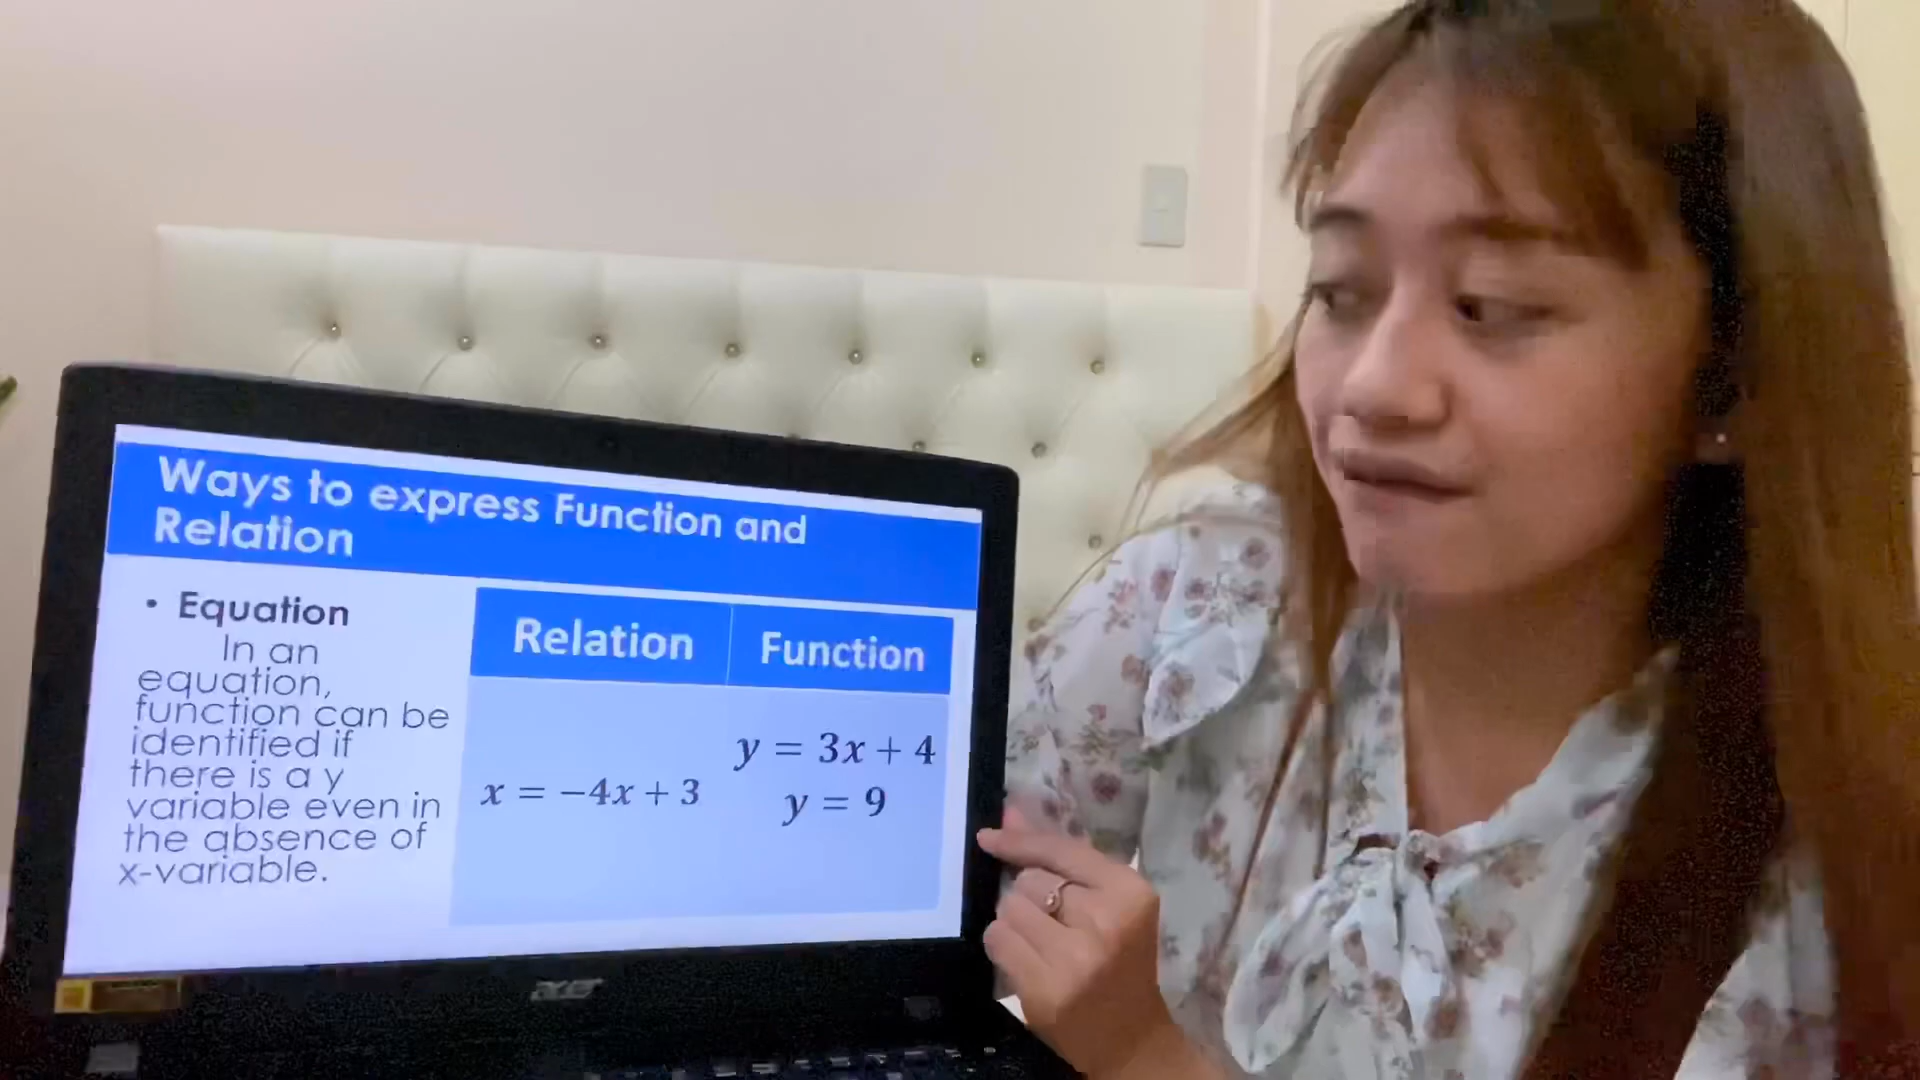 Ways to express Function and
Relation
• Equation
In an
equation,
function can be
identified if
there is a y
variable even in
the absence of
x-variable.
Relation
Function
x = −4x + 3
y = 3x + 4
y = 9
acer